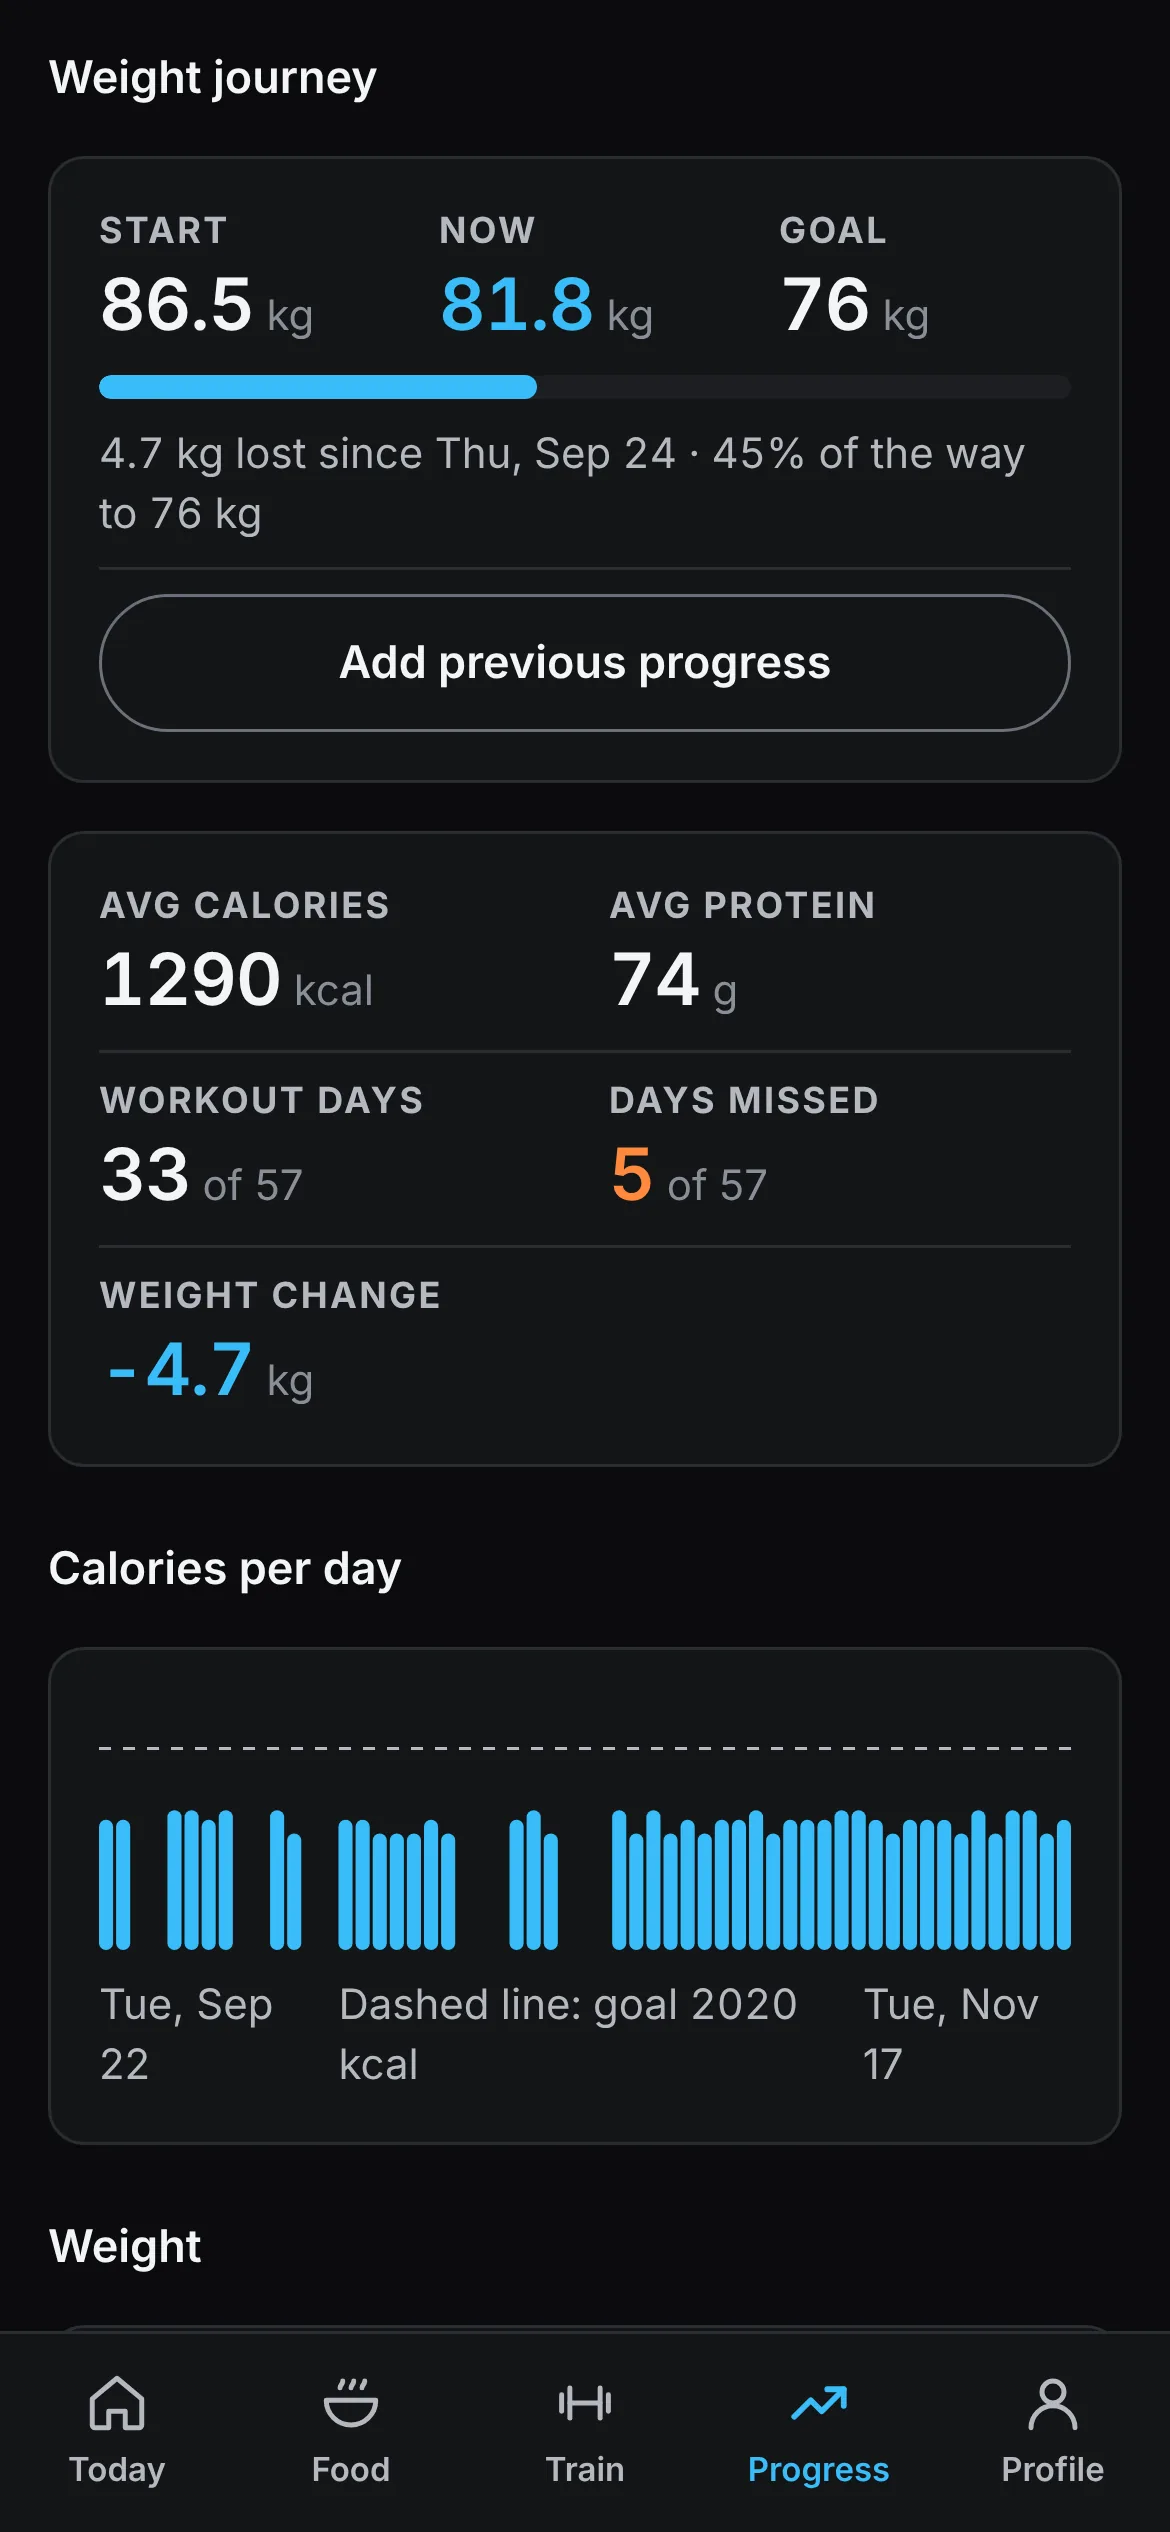 Weight journey
START NOW GOAL
86.5 kg 81.8 kg 76 kg
4.7 kg lost since Thu, Sep 24 · 45% of the way
to 76 kg
Add previous progress
AVG CALORIES AVG PROTEIN
1290 kcal 74 g
WORKOUT DAYS DAYS MISSED
33 of 57 5 of 57
WEIGHT CHANGE
-4.7 kg
Calories per day
Tue, Sep Dashed line: goal 2020 Tue, Nov
22 kcal 17
Weight
Today Food Train Progress Profile